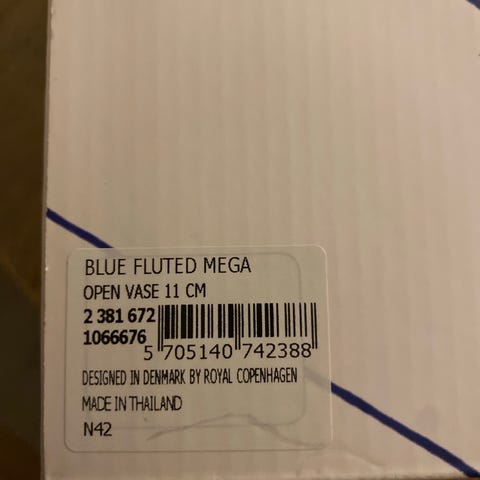 BLUE FLUTED MEGA
OPEN VASE 11 CM
2 381 672
1066676
5 705140 742388
DESIGNED IN DENMARK BY ROYAL COPENHAGEN
MADE IN THAILAND
N42